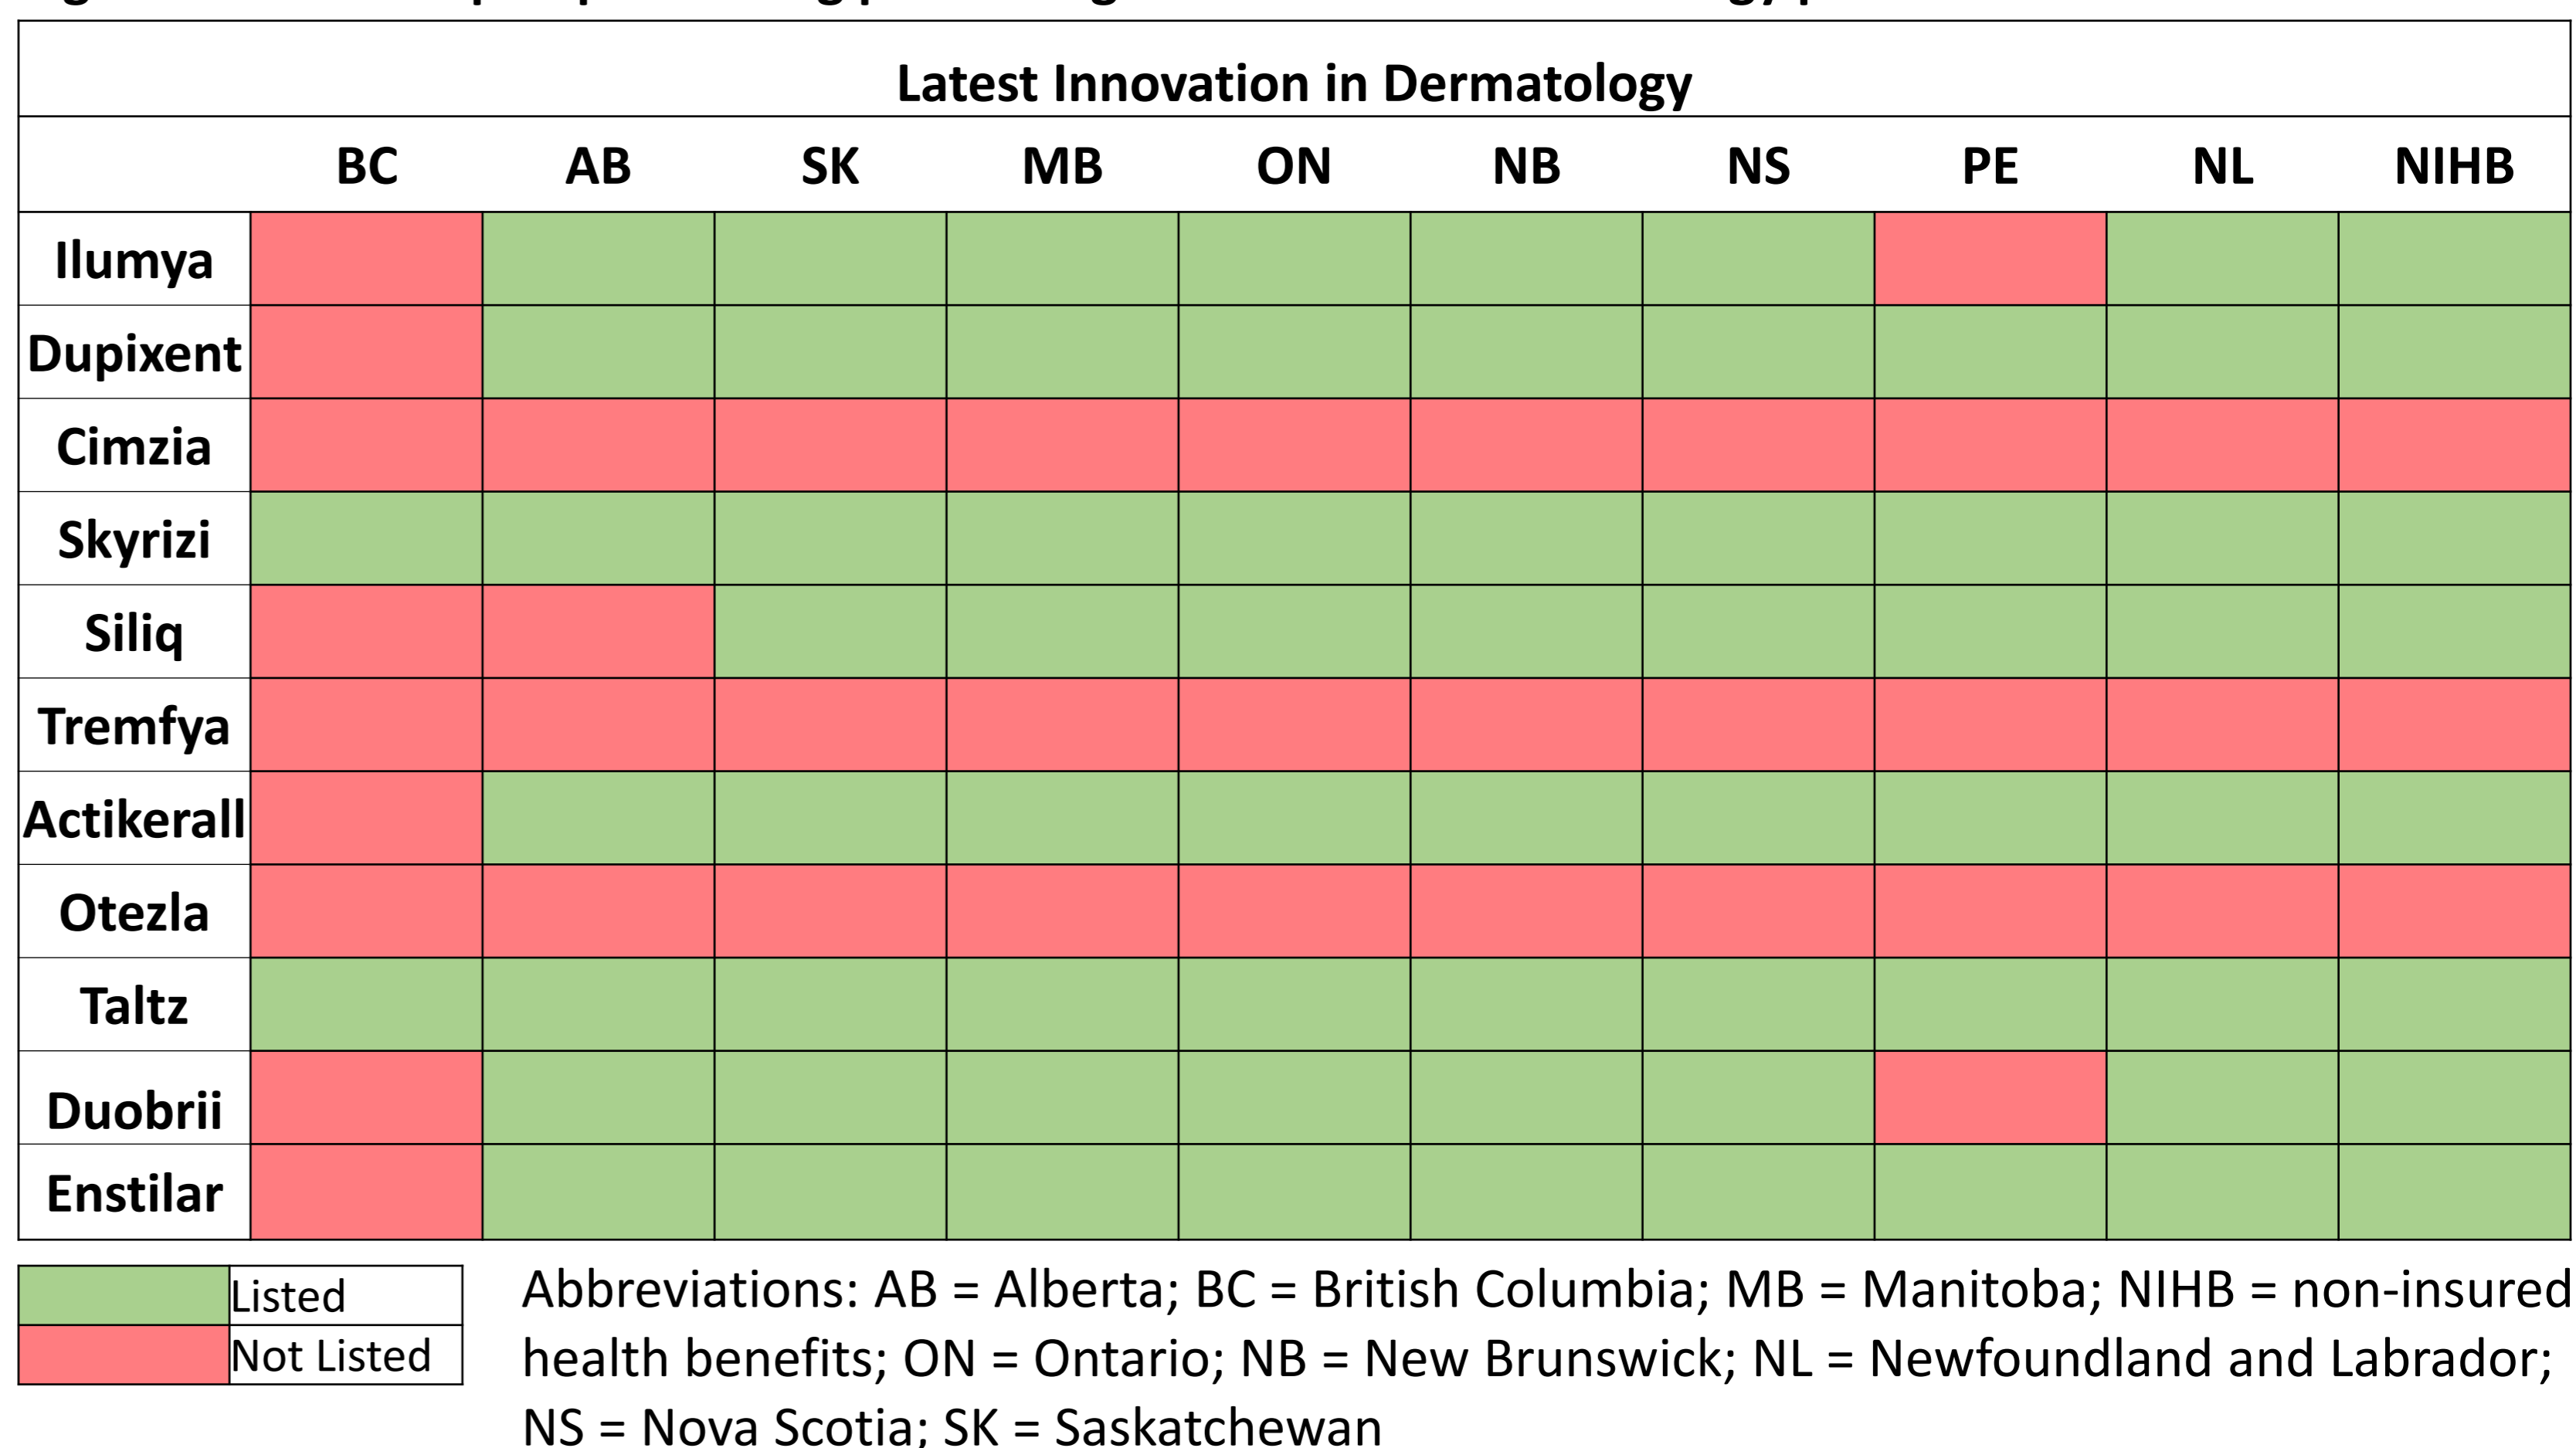 Latest Innovation in Dermatology
BC AB SK MB ON NB NS PE NL NIHB
Ilumya
Dupixent
Cimzia
Skyrizi
Siliq
Tremfya
Actikerall
Otezla
Taltz
Duobrii
Enstilar
Listed
Not Listed
Abbreviations: AB = Alberta; BC = British Columbia; MB = Manitoba; NIHB = non-insured
health benefits; ON = Ontario; NB = New Brunswick; NL = Newfoundland and Labrador;
NS = Nova Scotia; SK = Saskatchewan